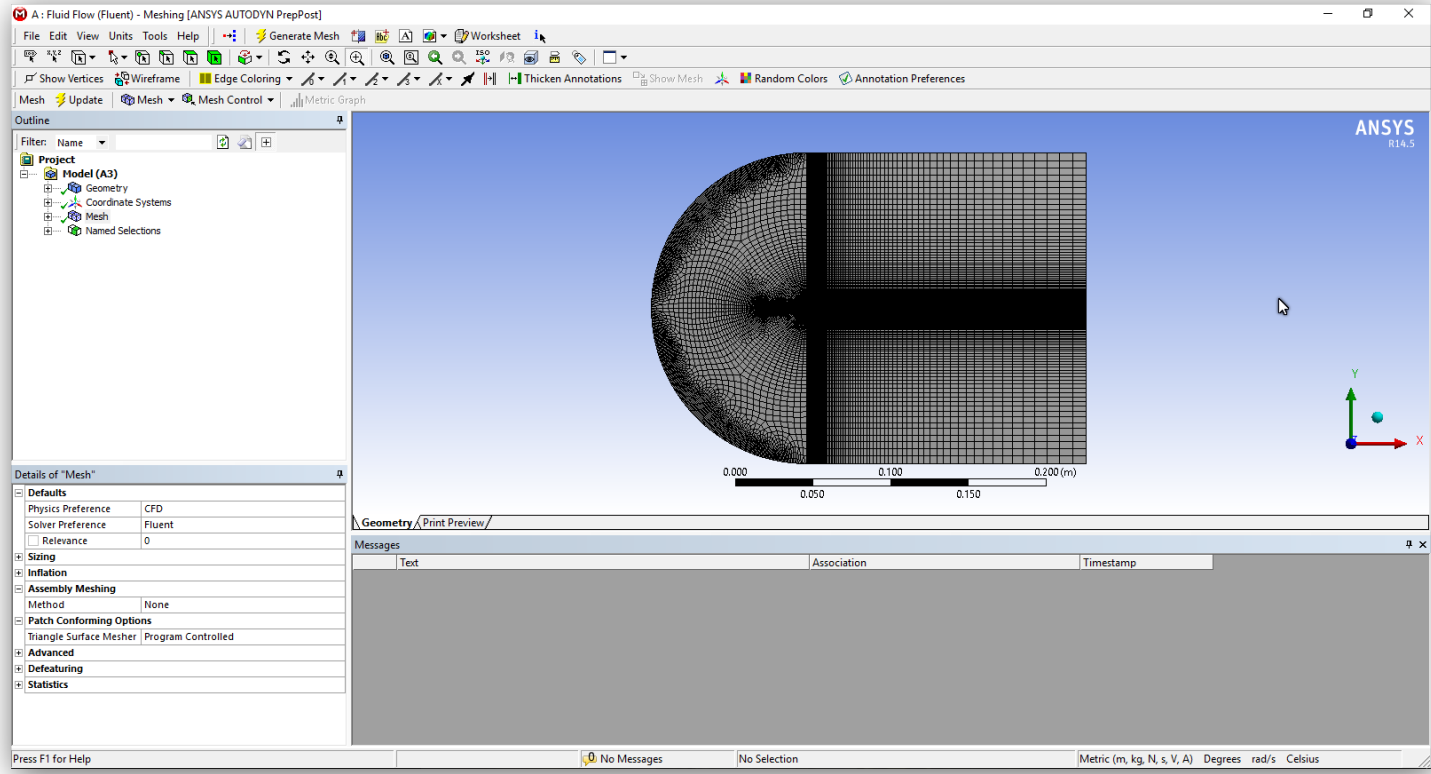 A : Fluid Flow (Fluent) - Meshing [ANSYS AUTODYN PrepPost]
File Edit View Units Tools Help Generate Mesh A Worksheet
Show Vertices Wireframe Edge Coloring Thicken Annotations Show Mesh Random Colors Annotation Preferences
Mesh Update Mesh Mesh Control Metric Graph
Outline
Filter: Name
Project
Model (A3)
Geometry
Coordinate Systems
Mesh
Named Selections
ANSYS
R14.5
Y
X
0.000 0.100 0.200 (m)
0.050 0.150
Geometry Print Preview
Details of "Mesh"
Defaults
Physics Preference CFD
Solver Preference Fluent
Relevance 0
Sizing
Inflation
Assembly Meshing
Method None
Patch Conforming Options
Triangle Surface Mesher Program Controlled
Advanced
Defeaturing
Statistics
Messages
Text Association Timestamp
Press F1 for Help 0 No Messages No Selection Metric (m, kg, N, s, V, A) Degrees rad/s Celsius